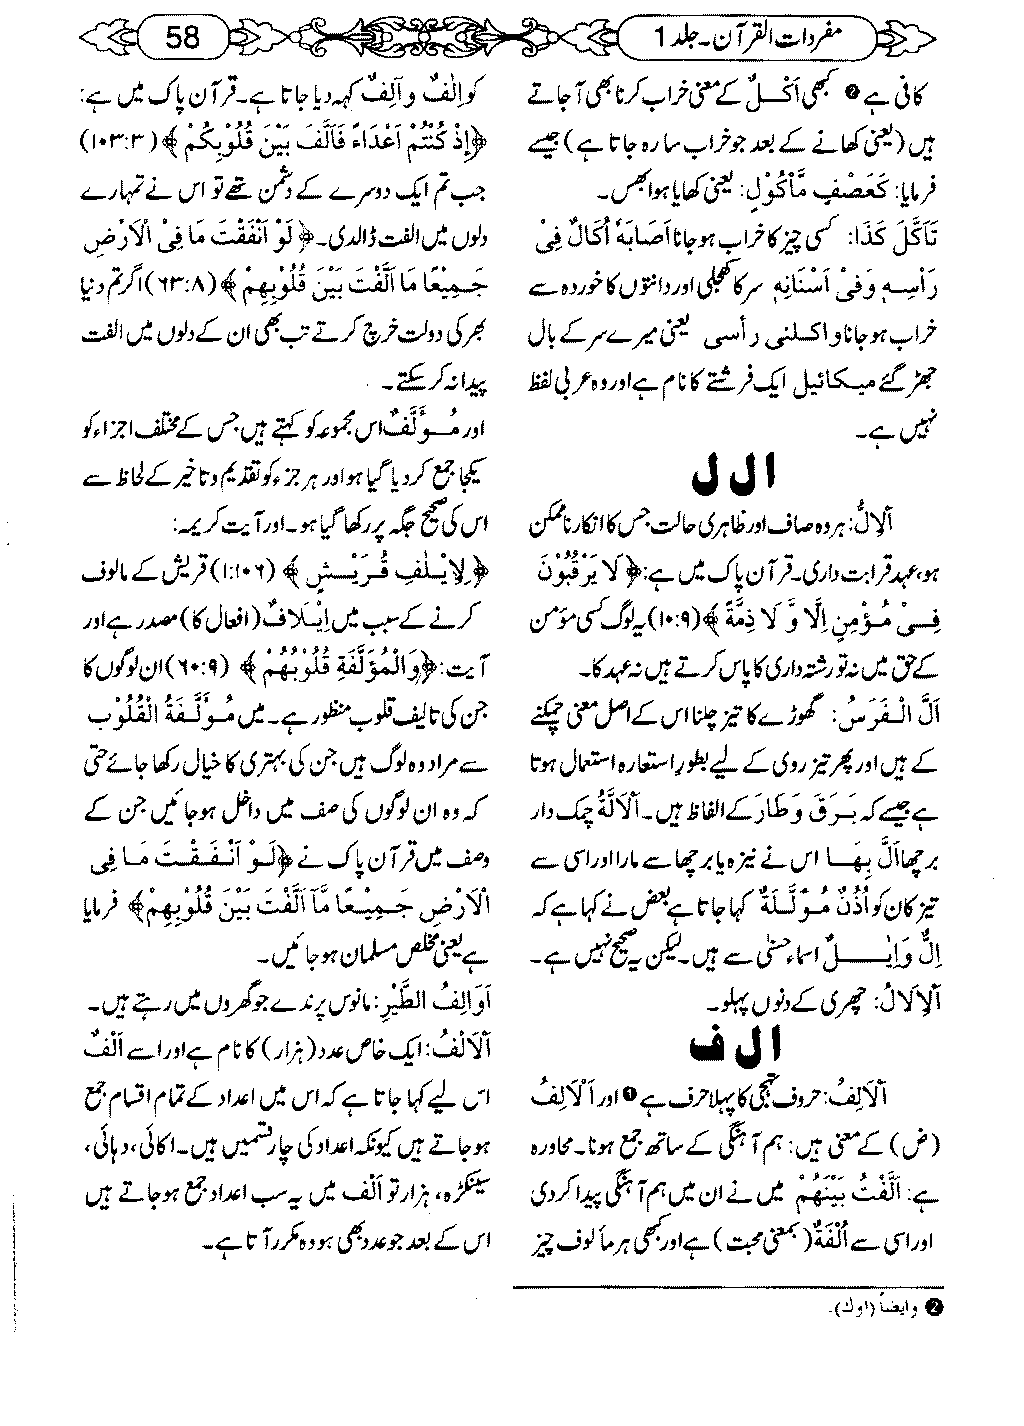 مفردات القرآن۔ جلد 1
58
کافی ہے ❷ کبھی اَکْلٌ کے معنی خراب کرنا بھی آ جاتے
ہیں (یعنی کھانے کے بعد جو خراب سا رہ جاتا ہے) جیسے
فرمایا: کَعَصْفٍ مَّاْکُوْلٍ: یعنی کھایا ہوا بھس۔
تَاَکَّلَ کَذَا: کسی چیز کا خراب ہو جانا اَصَابَهٗ اُکَالٌ فِیْ
رَأْسِهٖ وَفِیْ اَسْنَانِهٖ سر کا کھجلی اور دانتوں کا خوردہ سے
خراب ہو جانا و اکلنی رأسی یعنی میرے سر کے بال
جھڑ گئے میکائیل ایک فرشتے کا نام ہے اور وہ عربی لفظ
نہیں ہے۔
ال ل
اَلْاِلُّ: ہر وہ صاف اور ظاہری حالت جس کا انکار ناممکن
ہو، عہد قرابت داری۔ قرآن پاک میں ہے: ﴿لَا یَرْقُبُوْنَ
فِیْ مُؤْمِنٍ اِلًّا وَّ لَا ذِمَّةً﴾ (۹:۱۰) یہ لوگ کسی مؤمن
کے حق میں نہ تو رشتہ داری کا پاس کرتے ہیں نہ عہد کا۔
اَلَّ الْفَرَسُ: گھوڑے کا تیز چلنا اس کے اصل معنی چمکنے
کے ہیں اور پھر تیز روی کے لیے بطور استعارہ استعمال ہوتا
ہے جیسے کہ بَرَقَ وَطَارَ کے الفاظ ہیں۔ اَلْاَلَّةُ چمک دار
برچھا اَلَّ بِهَا اس نے نیزہ یا برچھا سے مارا اور اسی سے
تیز کان کو اُذُنٌ مُؤَلَّلَةٌ کہا جاتا ہے بعض نے کہا ہے کہ
اِلٌّ وَاِیْلٌ اسماء حسنیٰ سے ہیں۔ لیکن یہ صحیح نہیں ہے۔
اَلْاَلَالُ: چھری کے دنوں پہلو۔
ال ف
اَلْاَلِفُ: حروف تہجی کا پہلا حرف ہے ❶ اور اَلْاَلِفُ
(ض) کے معنی ہیں: ہم آہنگی کے ساتھ جمع ہونا۔ محاورہ
ہے: اَلَّفْتُ بَیْنَهُمْ میں نے ان میں ہم آہنگی پیدا کر دی
اور اسی سے اُلْفَةٌ (بمعنی محبت) ہے اور کبھی ہر مألوف چیز
❷ و ایضاً (اوک)۔
کو اِلْفٌ و آلِفٌ کہہ دیا جاتا ہے۔ قرآن پاک میں ہے:
﴿اِذْ کُنْتُمْ اَعْدَاءً فَاَلَّفَ بَیْنَ قُلُوْبِکُمْ﴾ (۳:۱۰۳)
جب تم ایک دوسرے کے دشمن تھے تو اس نے تمہارے
دلوں میں الفت ڈالدی۔ ﴿لَوْ اَنْفَقْتَ مَا فِی الْاَرْضِ
جَمِیْعًا مَا اَلَّفْتَ بَیْنَ قُلُوْبِهِمْ﴾ (۸:۶۳) اگر تم دنیا
بھر کی دولت خرچ کرتے تب بھی ان کے دلوں میں الفت
پیدا نہ کر سکتے۔
اور مُؤَلَّفٌ اس مجموعہ کو کہتے ہیں جس کے مختلف اجزاء کو
یکجا جمع کر دیا گیا ہو اور ہر جزء کو تقدیم و تاخیر کے لحاظ سے
اس کی صحیح جگہ پر رکھا گیا ہو۔ اور آیت کریمہ:
﴿لِاِیْلٰفِ قُرَیْشٍ﴾ (۱۰۶:۱) قریش کے مالوف
کرنے کے سبب میں اِیْلَافٌ (افعال کا) مصدر ہے اور
آیت: ﴿وَالْمُؤَلَّفَةِ قُلُوْبُهُمْ﴾ (۹:۶۰) ان لوگوں کا
جن کی تالیف قلوب منظور ہے۔ میں مُؤَلَّفَةُ الْقُلُوْبِ
سے مراد وہ لوگ ہیں جن کی بہتری کا خیال رکھا جائے حتی
کہ وہ ان لوگوں کی صف میں داخل ہو جائیں جن کے
وصف میں قرآن پاک نے ﴿لَوْ اَنْفَقْتَ مَا فِی
الْاَرْضِ جَمِیْعًا مَّآ اَلَّفْتَ بَیْنَ قُلُوْبِهِمْ﴾ فرمایا
ہے یعنی مخلص مسلمان ہو جائیں۔
اَوَالِفُ الطَّیْرِ: مانوس پرندے جو گھروں میں رہتے ہیں۔
اَلْاَلْفُ: ایک خاص عدد (ہزار) کا نام ہے اور اسے اَلْفٌ
اس لیے کہا جاتا ہے کہ اس میں اعداد کے تمام اقسام جمع
ہو جاتے ہیں کیونکہ اعداد کی چار قسمیں ہیں۔ اکائی، دہائی،
سینکڑہ، ہزار تو اَلْف میں یہ سب اعداد جمع ہو جاتے ہیں
اس کے بعد جو عدد بھی ہو وہ مکرر آتا ہے۔